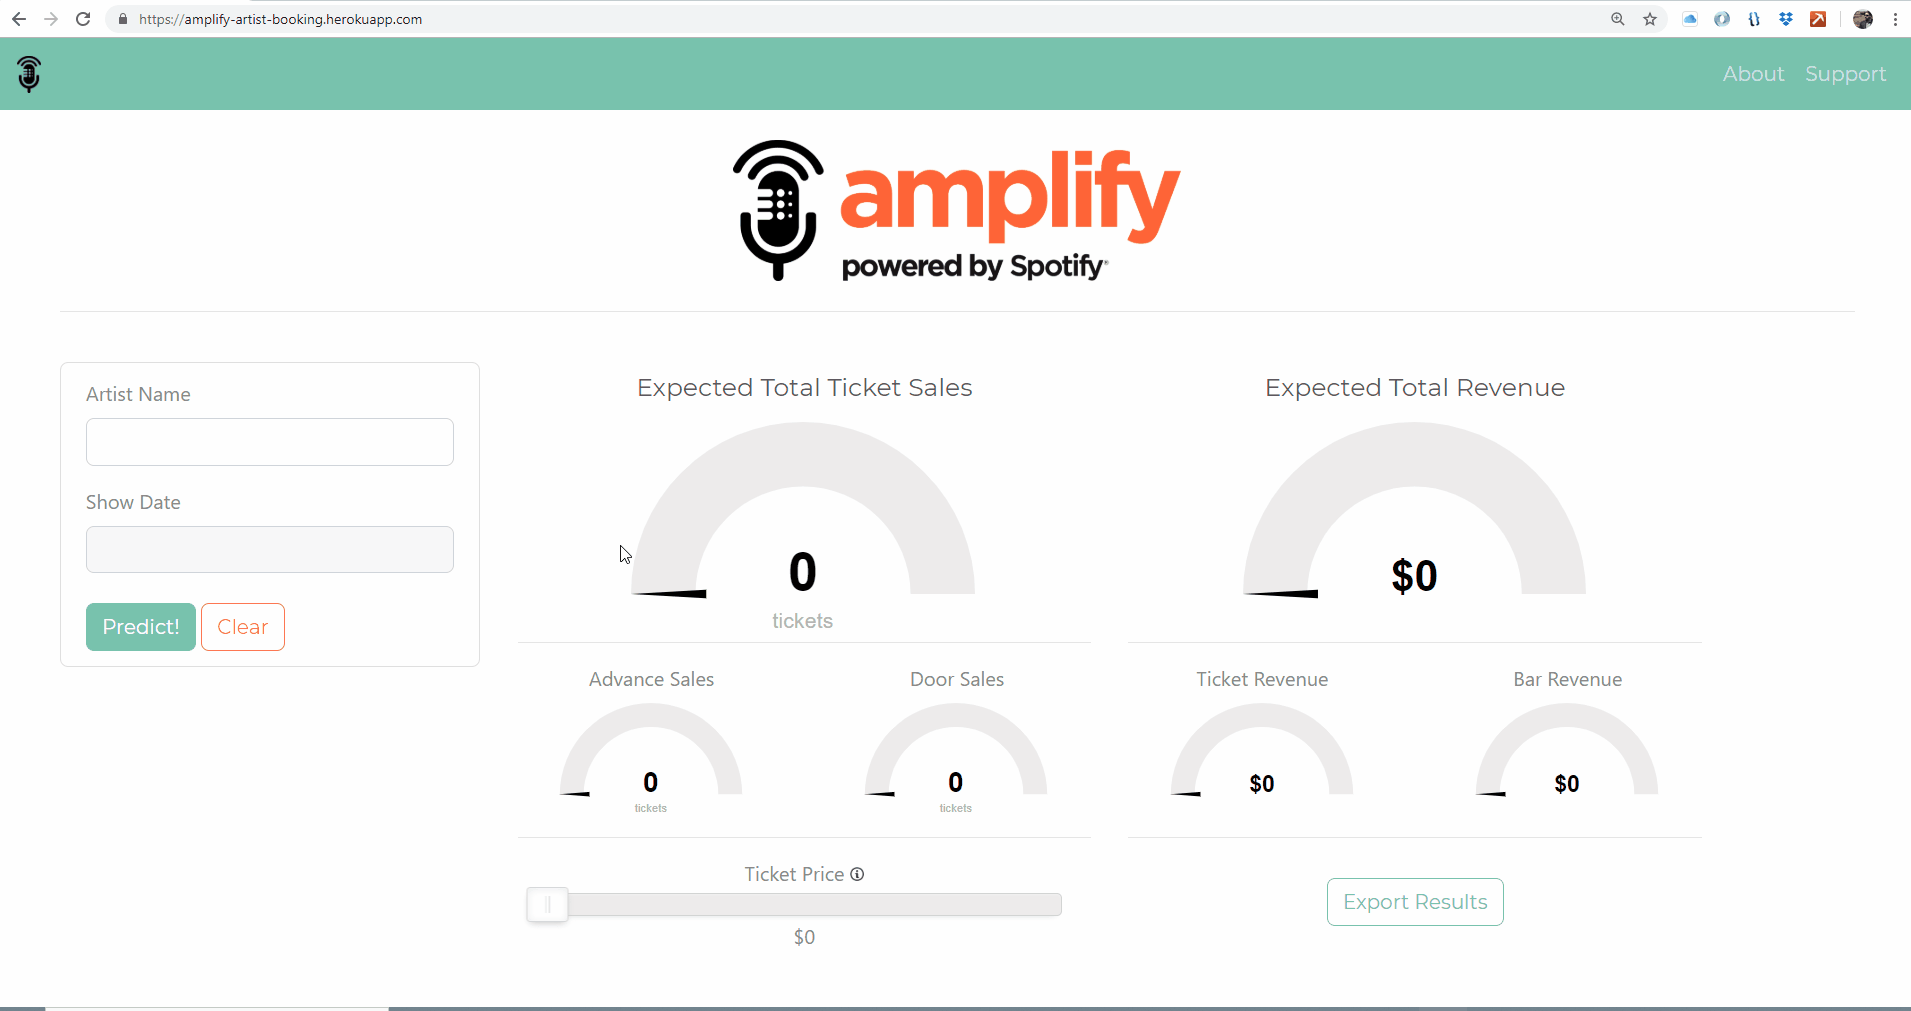 https://amplify-artist-booking.herokuapp.com
About Support
amplify
powered by Spotify®
Artist Name
Show Date
Predict! Clear
Expected Total Ticket Sales
0
tickets
Advance Sales
0
tickets
Door Sales
0
tickets
Ticket Price
$0
Expected Total Revenue
$0
Ticket Revenue
$0
Bar Revenue
$0
Export Results